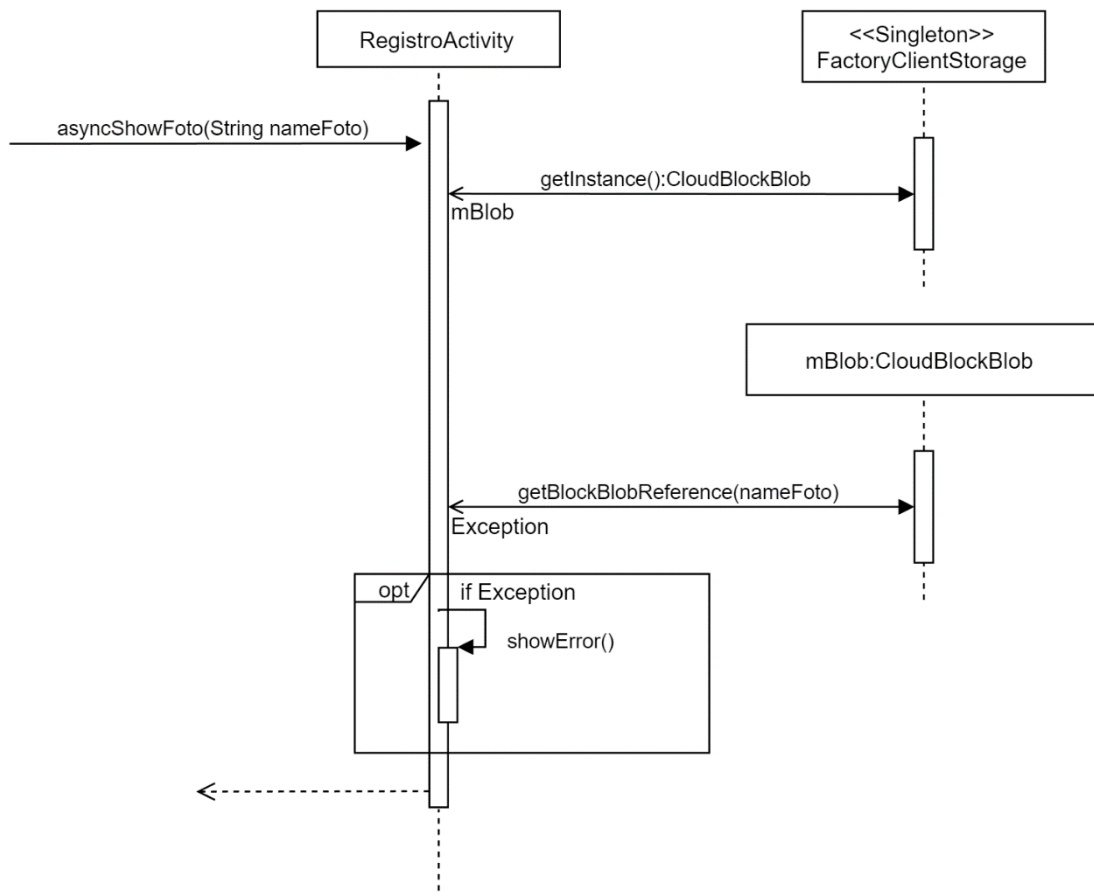 RegistroActivity
<<Singleton>>
FactoryClientStorage
asyncShowFoto(String nameFoto)
getInstance():CloudBlockBlob
mBlob
mBlob:CloudBlockBlob
getBlockBlobReference(nameFoto)
Exception
opt
if Exception
showError()